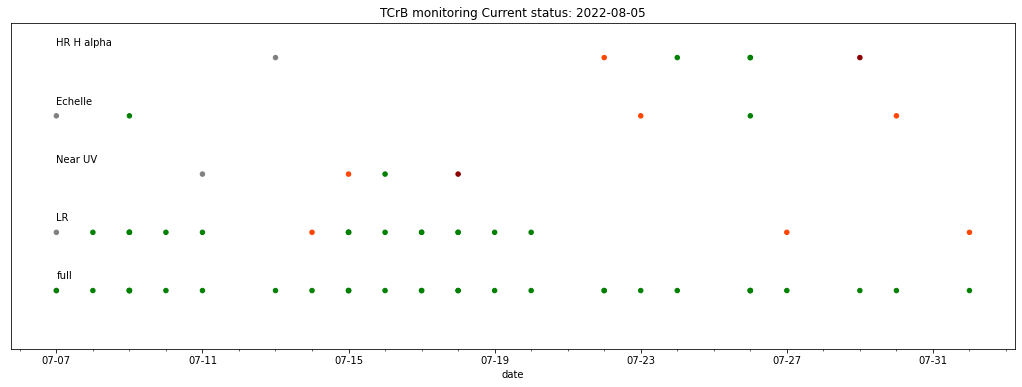 TCrB monitoring Current status: 2022-08-05
HR H alpha
Echelle
Near UV
LR
full
07-07 07-11 07-15 07-19 07-23 07-27 07-31
date